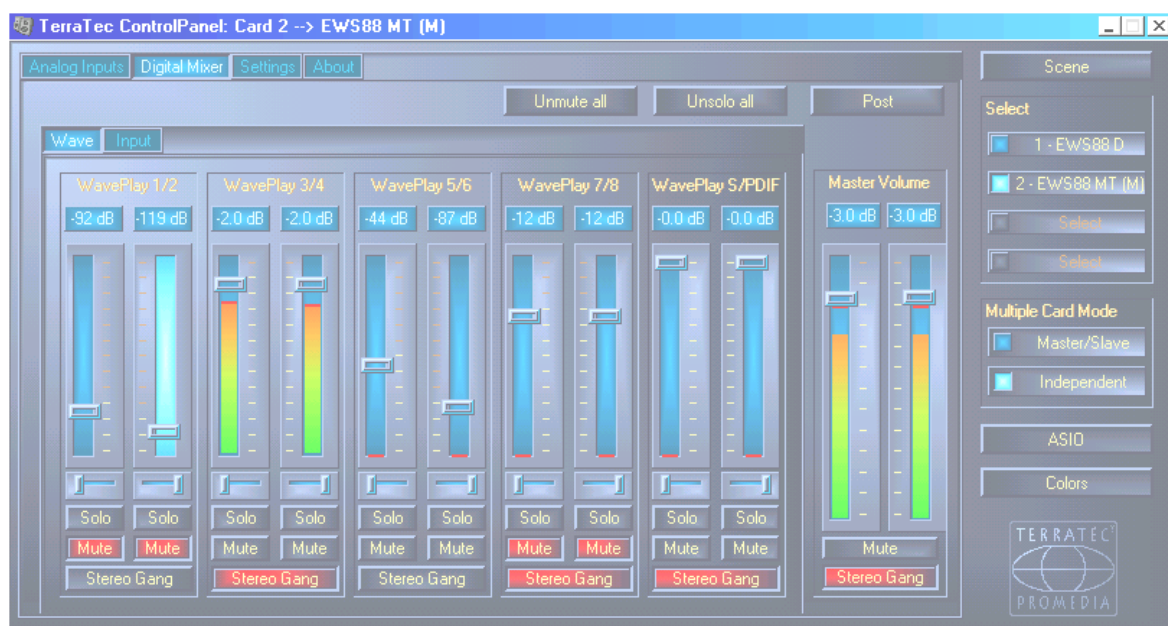 TerraTec ControlPanel: Card 2 --> EWS88 MT (M)
Analog Inputs Digital Mixer Settings About
Unmute all Unsolo all Post
Wave Input
WavePlay 1/2 WavePlay 3/4 WavePlay 5/6 WavePlay 7/8 WavePlay S/PDIF Master Volume
-92 dB -119 dB -2.0 dB -2.0 dB -44 dB -87 dB -12 dB -12 dB -0.0 dB -0.0 dB -3.0 dB -3.0 dB
Solo Solo Solo Solo Solo Solo Solo Solo Solo Solo
Mute Mute Mute Mute Mute Mute Mute Mute Mute Mute Mute
Stereo Gang Stereo Gang Stereo Gang Stereo Gang Stereo Gang Stereo Gang
Scene
Select
1 - EWS88 D
2 - EWS88 MT (M)
Select
Select
Multiple Card Mode
Master/Slave
Independent
ASIO
Colors
TERRATEC
PROMEDIA